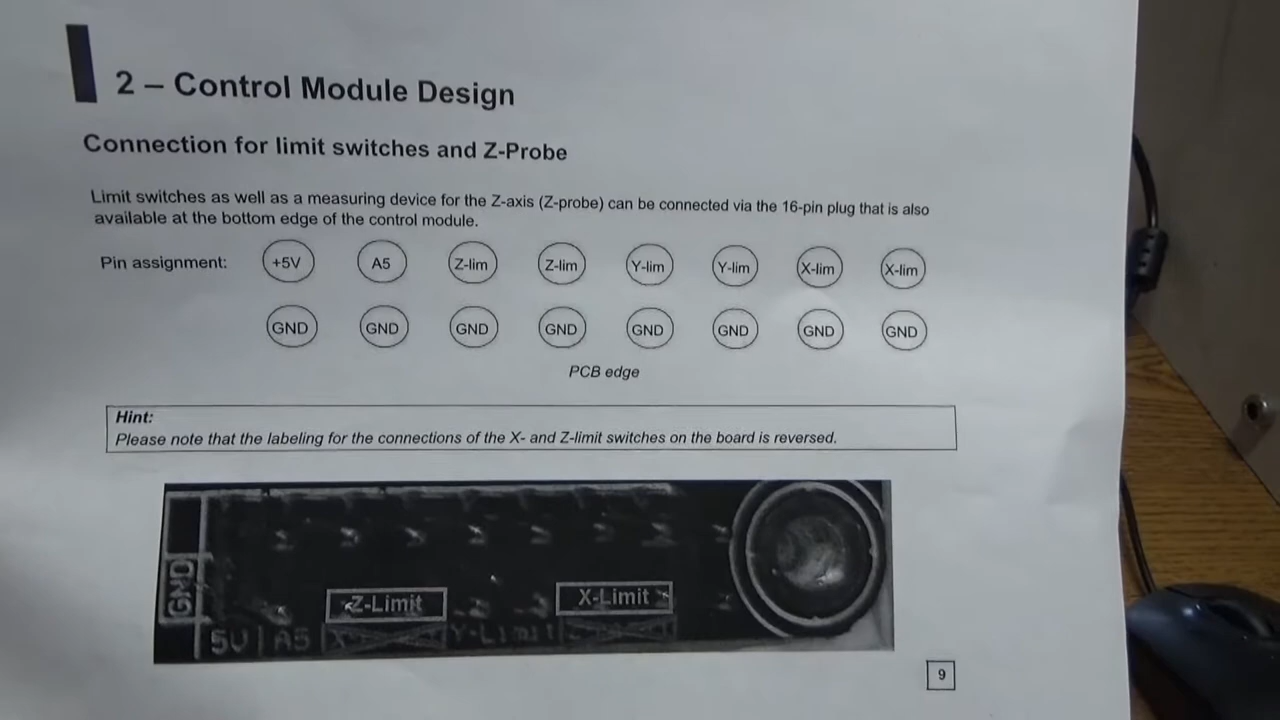 2 – Control Module Design
Connection for limit switches and Z-Probe
Limit switches as well as a measuring device for the Z-axis (Z-probe) can be connected via the 16-pin plug that is also
available at the bottom edge of the control module.
Pin assignment: +5V A5 Z-lim Z-lim Y-lim Y-lim X-lim X-lim
GND GND GND GND GND GND GND GND
PCB edge
Hint:
Please note that the labeling for the connections of the X- and Z-limit switches on the board is reversed.
GND
Z-Limit X-Limit
5V A5 Y-Limit
9